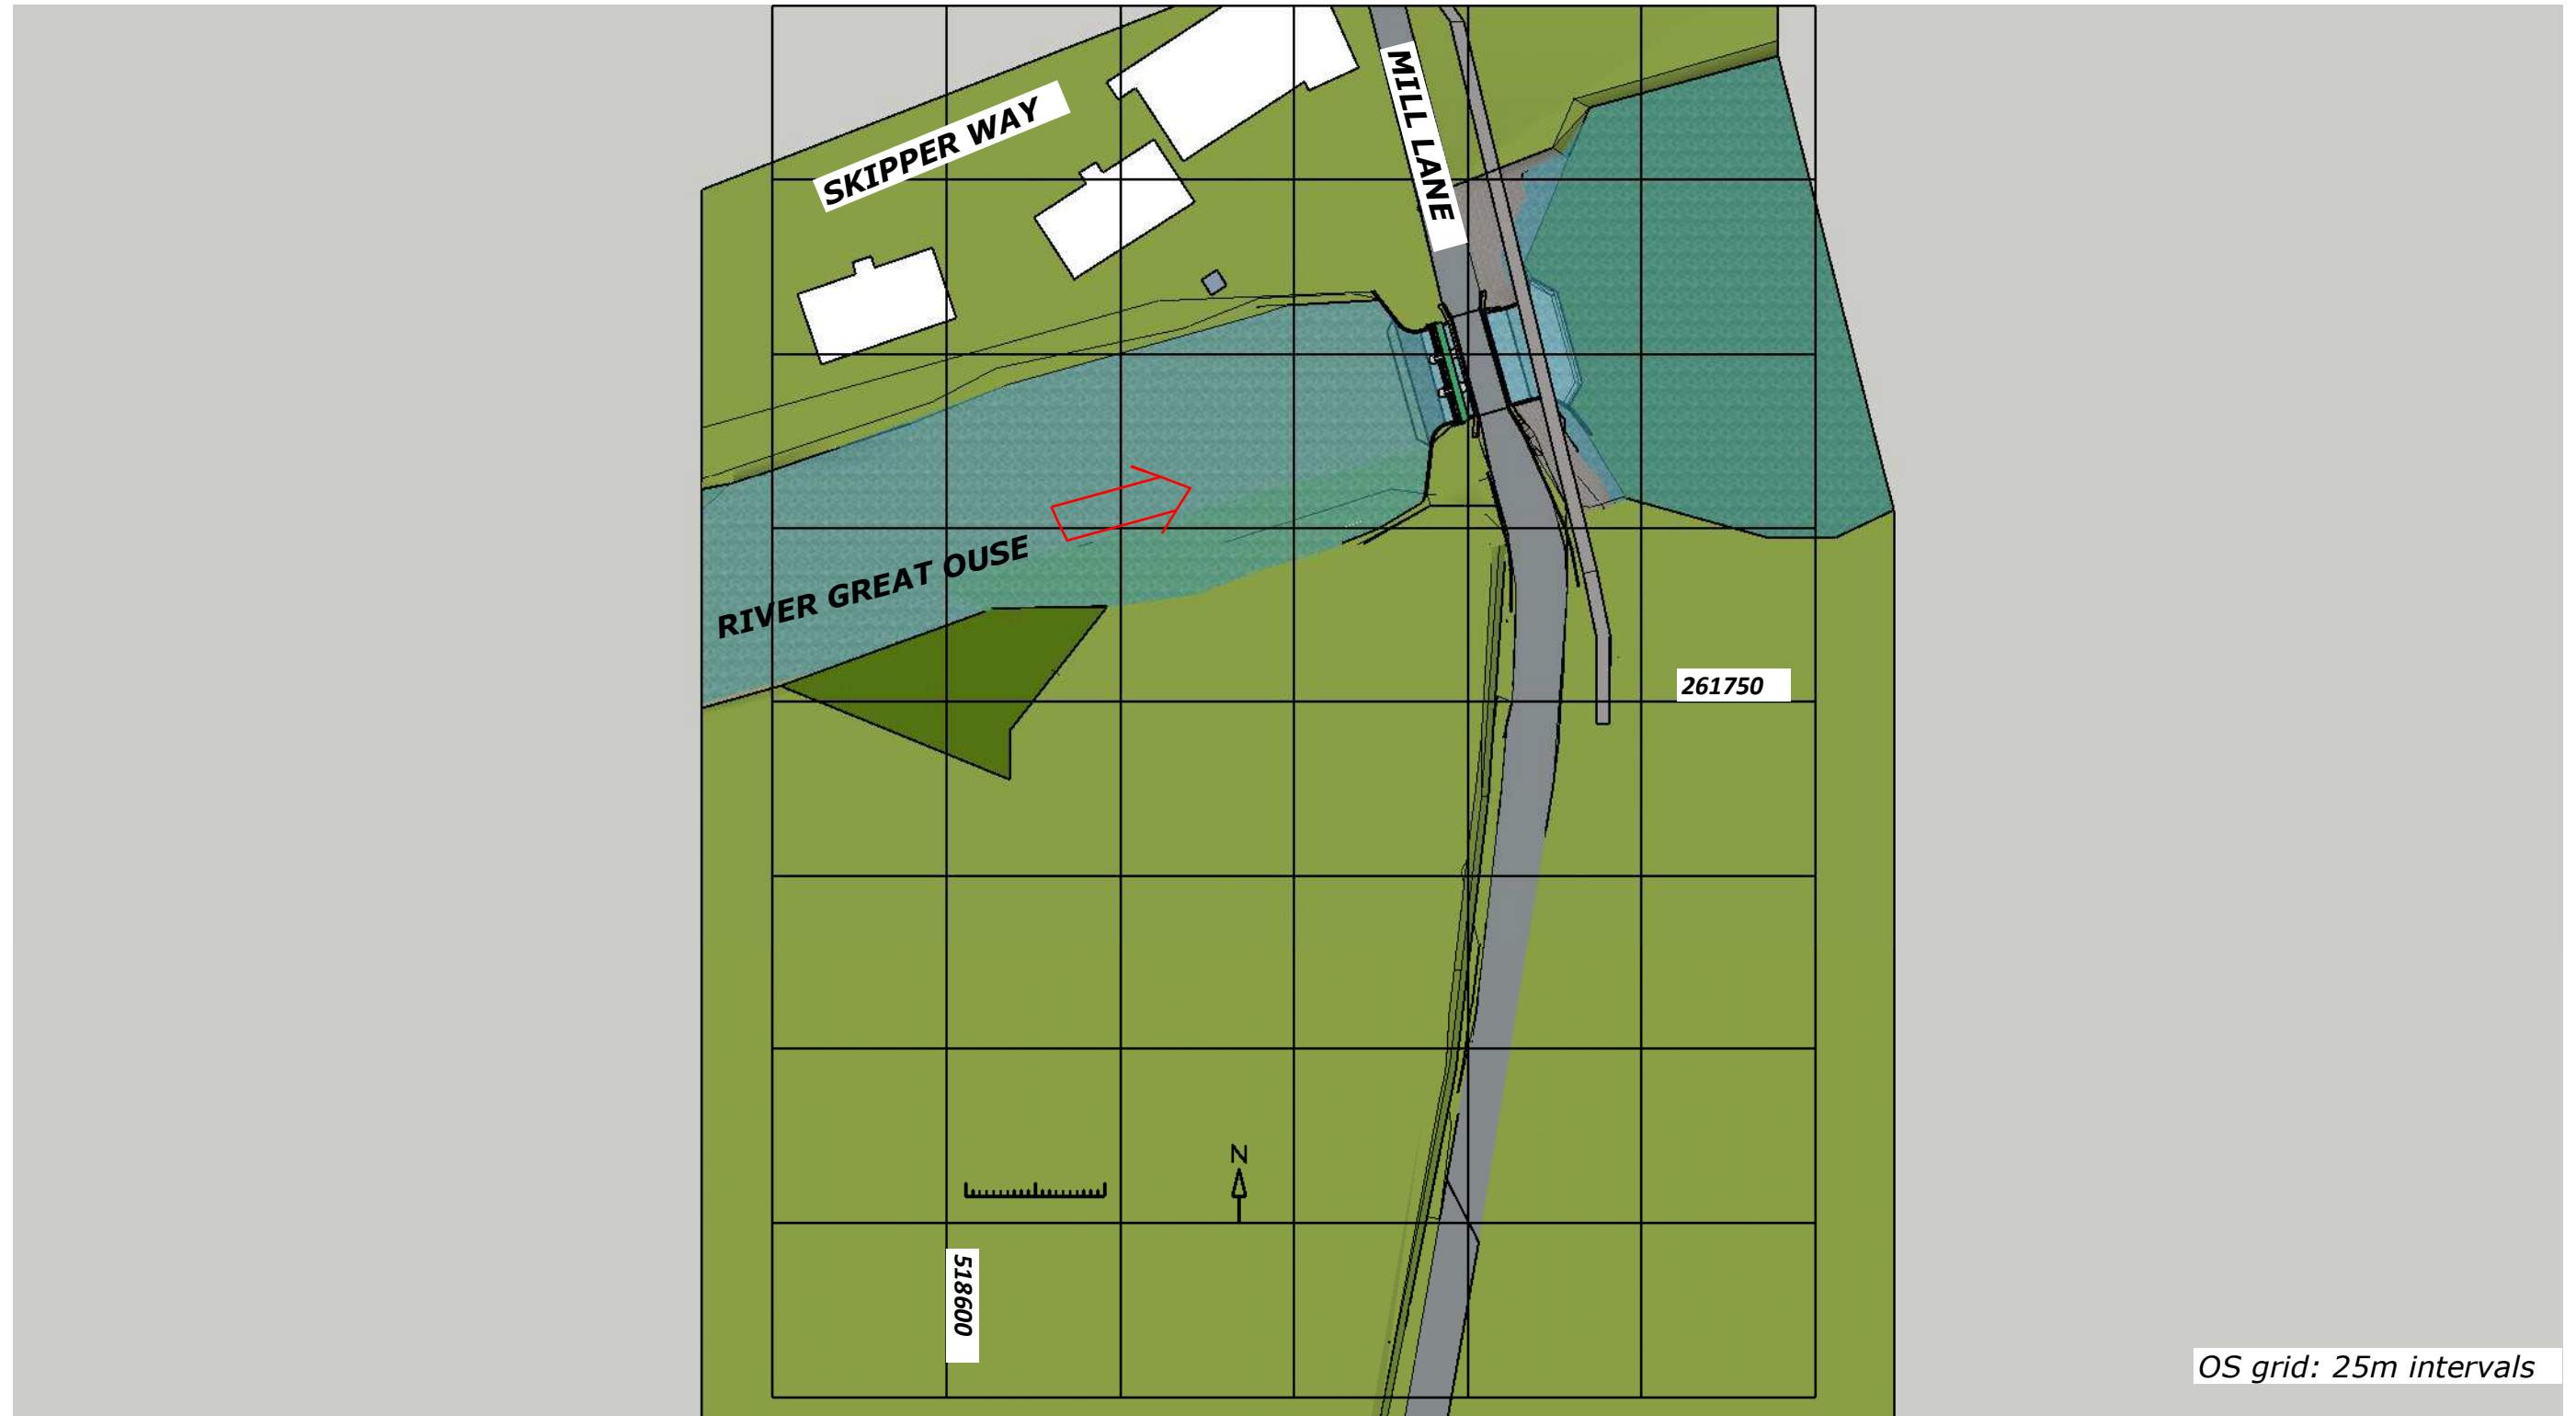 SKIPPER WAY
MILL LANE
RIVER GREAT OUSE
261750
N
518600
OS grid: 25m intervals